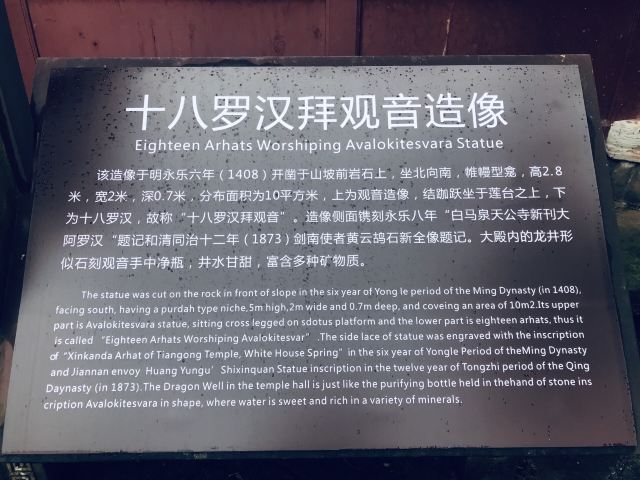 十八罗汉拜观音造像
Eighteen Arhats Worshiping Avalokitesvara Statue
该造像于明永乐六年（1408）开凿于山坡前岩石上，坐北向南，帷幔型龛，高2.8
米，宽2米，深0.7米，分布面积为10平方米，上为观音造像，结跏趺坐于莲台之上，下
为十八罗汉，故称“十八罗汉拜观音”。造像侧面镌刻永乐八年“白马泉天公寺新刊大
阿罗汉“题记和清同治十二年（1873）剑南使者黄云鹄石新全像题记。大殿内的龙井形
似石刻观音手中净瓶，井水甘甜，富含多种矿物质。
The statue was cut on the rock in front of slope in the six year of Yong le period of the Ming Dynasty (in 1408),
facing south, having a purdah type niche,5m high,2m wide and 0.7m deep, and coveing an area of 10m2.Its upper
part is Avalokitesvara statue, sitting cross legged on sdotus platform and the lower part is eighteen arhats, thus it
is called “Eighteen Arhats Worshiping Avalokitesvar” .The side lace of statue was engraved with the inscription
of “Xinkanda Arhat of Tiangong Temple, White House Spring” in the six year of Yongle Period of theMing Dynasty
and Jiannan envoy Huang Yungu’ Shixinquan Statue inscription in the twelve year of Tongzhi period of the Qing
Daynasty (in 1873).The Dragon Well in the temple hall is just like the purifying bottle held in thehand of stone ins
cription Avalokitesvara in shape, where water is sweet and rich in a variety of minerals.